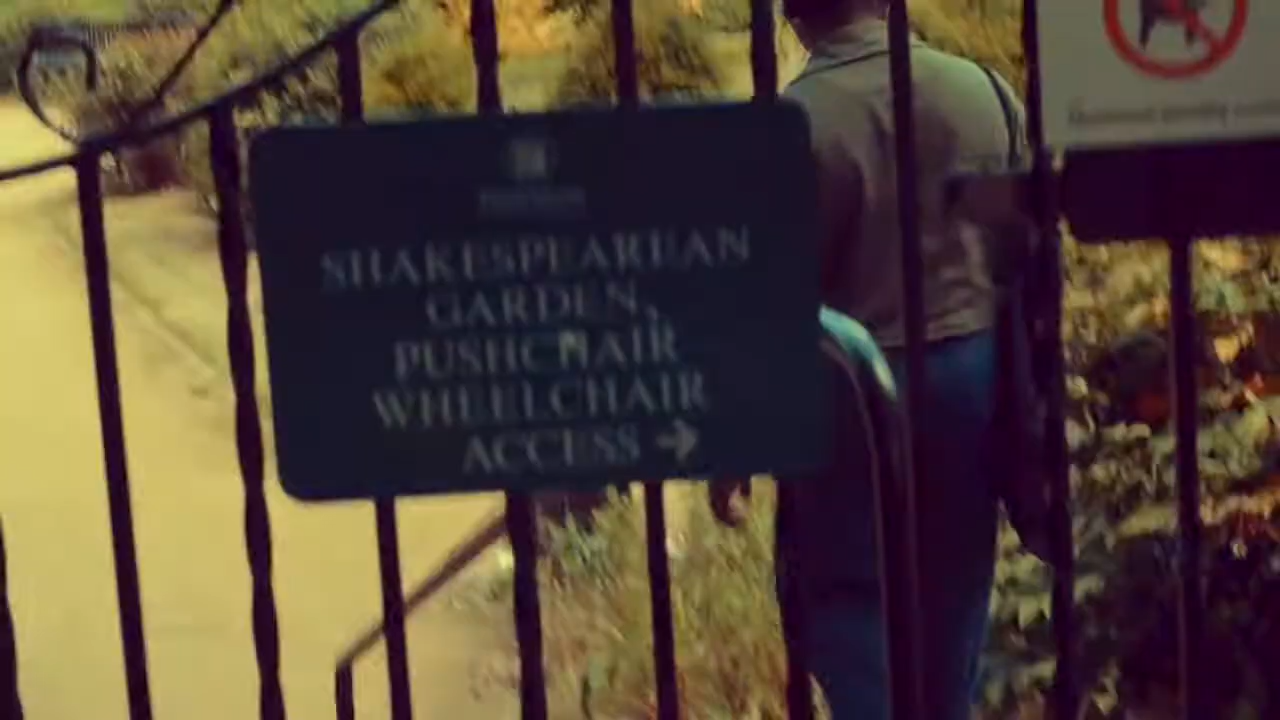 SHAKESPEAREAN
GARDEN,
PUSHCHAIR
WHEELCHAIR
ACCESS →